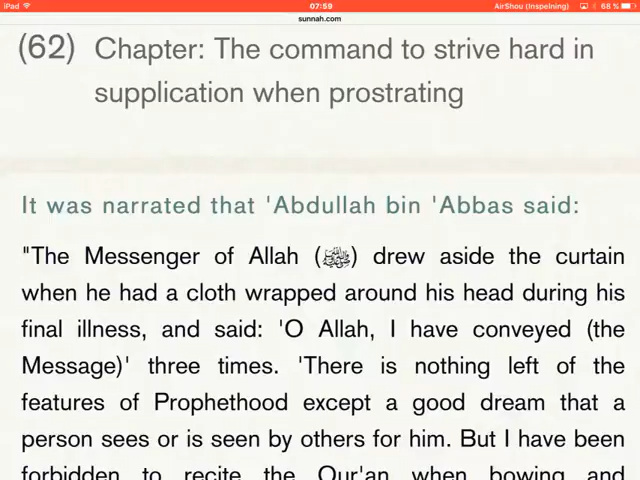 iPad 07:59 AirShou (Inspelning) 68 %
sunnah.com
(62) Chapter: The command to strive hard in
supplication when prostrating
It was narrated that 'Abdullah bin 'Abbas said:
"The Messenger of Allah (ﷺ) drew aside the curtain
when he had a cloth wrapped around his head during his
final illness, and said: 'O Allah, I have conveyed (the
Message)' three times. 'There is nothing left of the
features of Prophethood except a good dream that a
person sees or is seen by others for him. But I have been
forbidden to recite the Qur'an when bowing and